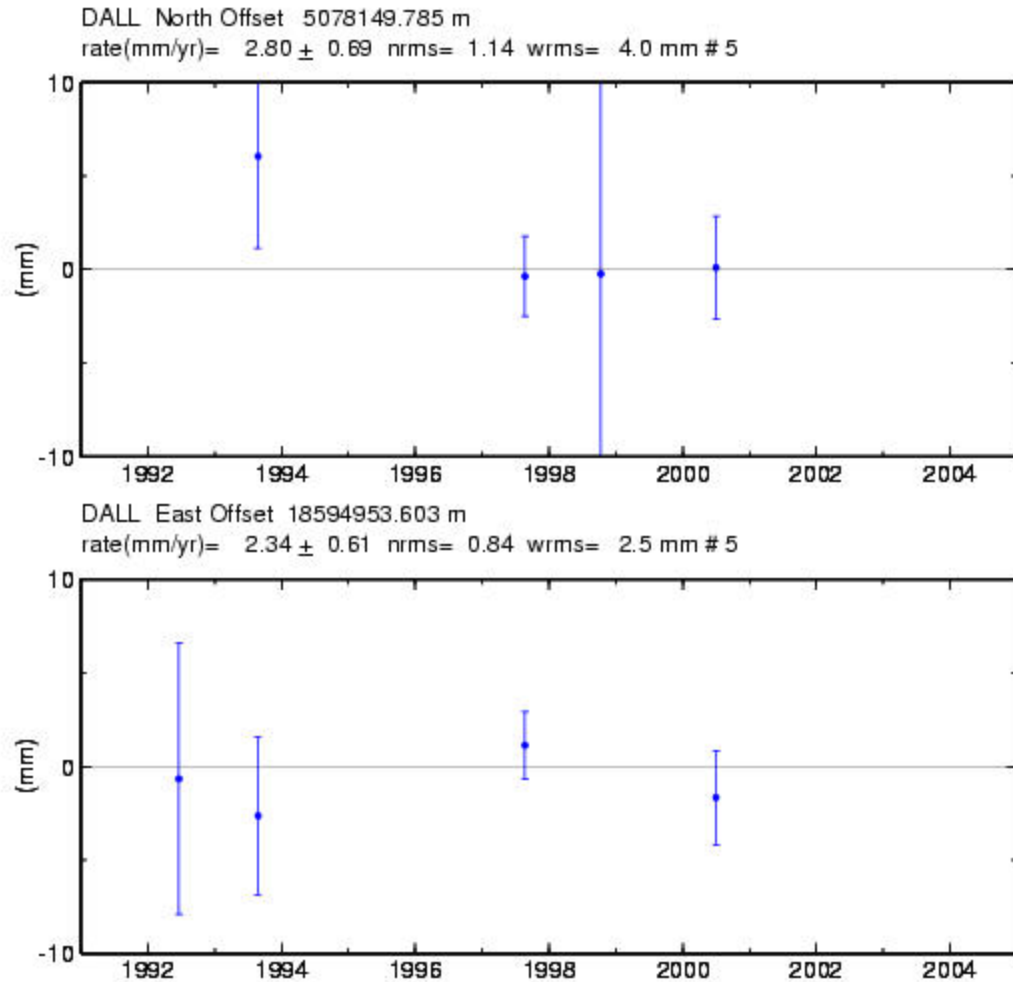 DALL North Offset 5078149.785 m
rate(mm/yr)= 2.80 ± 0.69 nrms= 1.14 wrms= 4.0 mm # 5
10
0
-10
(mm)
1992 1994 1996 1998 2000 2002 2004
DALL East Offset 18594953.603 m
rate(mm/yr)= 2.34 ± 0.61 nrms= 0.84 wrms= 2.5 mm # 5
10
0
-10
(mm)
1992 1994 1996 1998 2000 2002 2004